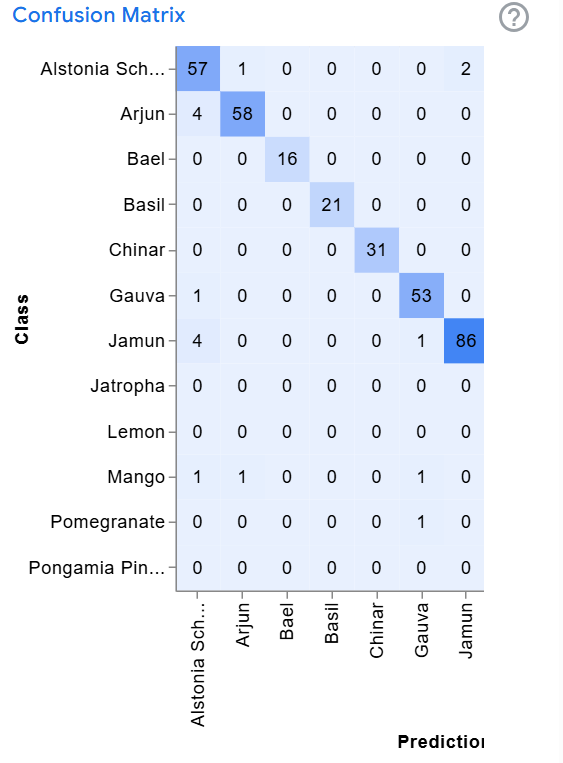 Confusion Matrix
?
Alstonia Sch... 57 1 0 0 0 0 2
Arjun 4 58 0 0 0 0 0
Bael 0 0 16 0 0 0 0
Basil 0 0 0 21 0 0 0
Chinar 0 0 0 0 31 0 0
Gauva 1 0 0 0 0 53 0
Jamun 4 0 0 0 0 1 86
Jatropha 0 0 0 0 0 0 0
Lemon 0 0 0 0 0 0 0
Mango 1 1 0 0 0 1 0
Pomegranate 0 0 0 0 0 1 0
Pongamia Pin... 0 0 0 0 0 0 0
Class
Alstonia Sch...
Arjun
Bael
Basil
Chinar
Gauva
Jamun
Prediction